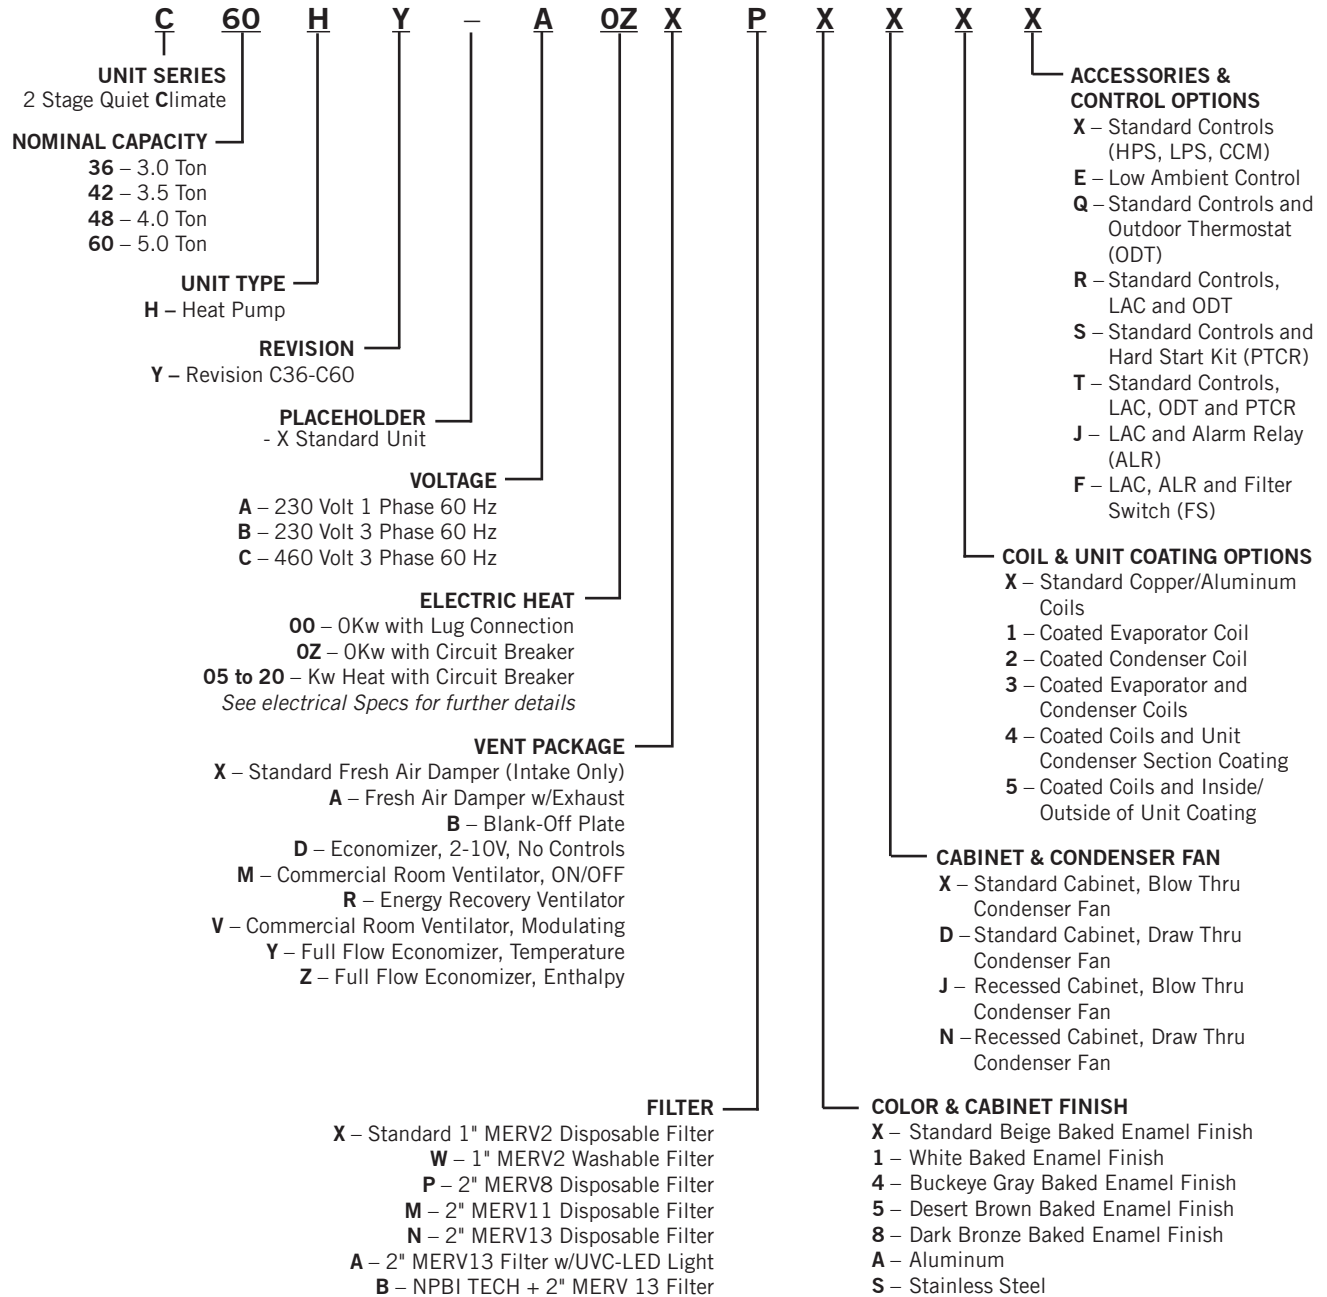 C 60 H Y – A 0Z X P X X X X
UNIT SERIES
2 Stage Quiet Climate
NOMINAL CAPACITY
36 – 3.0 Ton
42 – 3.5 Ton
48 – 4.0 Ton
60 – 5.0 Ton
UNIT TYPE
H – Heat Pump
REVISION
Y – Revision C36-C60
PLACEHOLDER
- X Standard Unit
VOLTAGE
A – 230 Volt 1 Phase 60 Hz
B – 230 Volt 3 Phase 60 Hz
C – 460 Volt 3 Phase 60 Hz
ELECTRIC HEAT
00 – 0Kw with Lug Connection
0Z – 0Kw with Circuit Breaker
05 to 20 – Kw Heat with Circuit Breaker
See electrical Specs for further details
VENT PACKAGE
X – Standard Fresh Air Damper (Intake Only)
A – Fresh Air Damper w/Exhaust
B – Blank-Off Plate
D – Economizer, 2-10V, No Controls
M – Commercial Room Ventilator, ON/OFF
R – Energy Recovery Ventilator
V – Commercial Room Ventilator, Modulating
Y – Full Flow Economizer, Temperature
Z – Full Flow Economizer, Enthalpy
FILTER
X – Standard 1" MERV2 Disposable Filter
W – 1" MERV2 Washable Filter
P – 2" MERV8 Disposable Filter
M – 2" MERV11 Disposable Filter
N – 2" MERV13 Disposable Filter
A – 2" MERV13 Filter w/UVC-LED Light
B – NPBI TECH + 2" MERV 13 Filter
ACCESSORIES &
CONTROL OPTIONS
X – Standard Controls
(HPS, LPS, CCM)
E – Low Ambient Control
Q – Standard Controls and
Outdoor Thermostat
(ODT)
R – Standard Controls,
LAC and ODT
S – Standard Controls and
Hard Start Kit (PTCR)
T – Standard Controls,
LAC, ODT and PTCR
J – LAC and Alarm Relay
(ALR)
F – LAC, ALR and Filter
Switch (FS)
COIL & UNIT COATING OPTIONS
X – Standard Copper/Aluminum
Coils
1 – Coated Evaporator Coil
2 – Coated Condenser Coil
3 – Coated Evaporator and
Condenser Coils
4 – Coated Coils and Unit
Condenser Section Coating
5 – Coated Coils and Inside/
Outside of Unit Coating
CABINET & CONDENSER FAN
X – Standard Cabinet, Blow Thru
Condenser Fan
D – Standard Cabinet, Draw Thru
Condenser Fan
J – Recessed Cabinet, Blow Thru
Condenser Fan
N – Recessed Cabinet, Draw Thru
Condenser Fan
COLOR & CABINET FINISH
X – Standard Beige Baked Enamel Finish
1 – White Baked Enamel Finish
4 – Buckeye Gray Baked Enamel Finish
5 – Desert Brown Baked Enamel Finish
8 – Dark Bronze Baked Enamel Finish
A – Aluminum
S – Stainless Steel